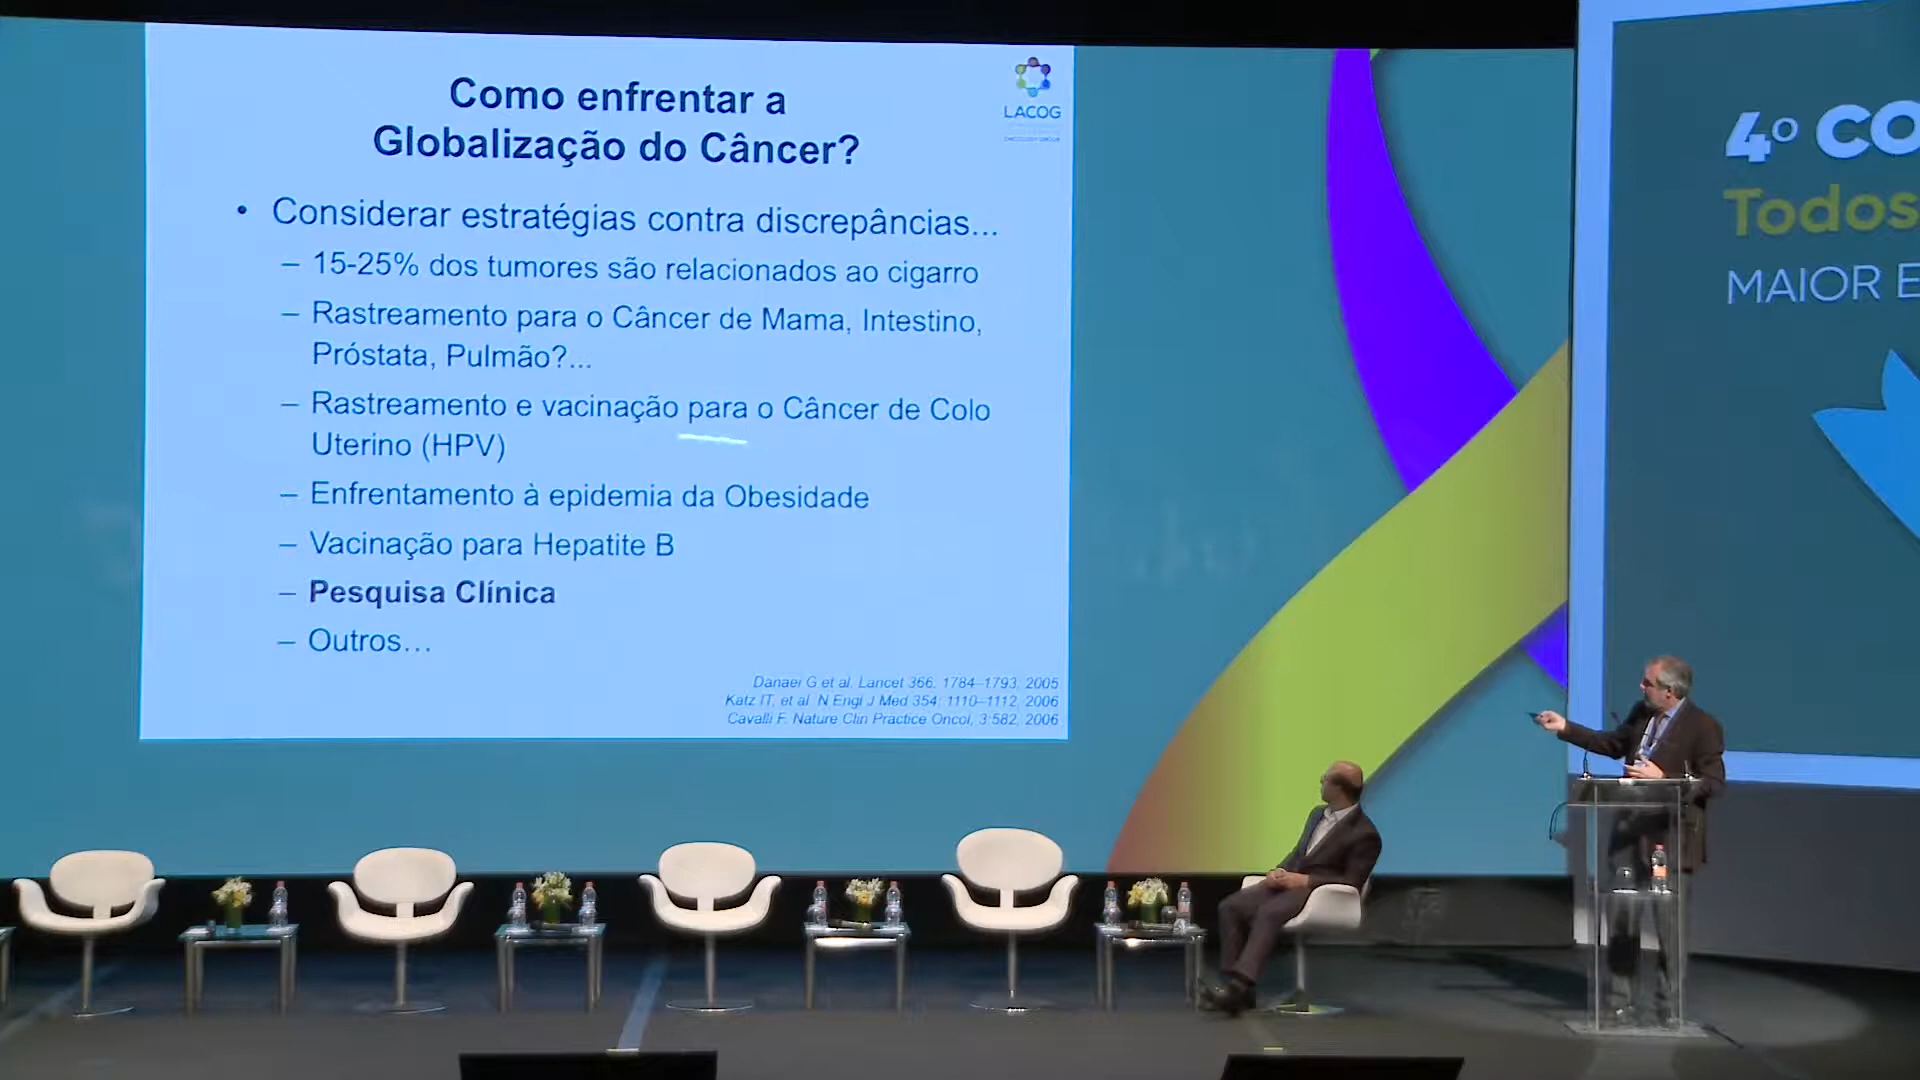 Como enfrentar a
Globalização do Câncer?
LACOG
• Considerar estratégias contra discrepâncias...
– 15-25% dos tumores são relacionados ao cigarro
– Rastreamento para o Câncer de Mama, Intestino,
Próstata, Pulmão?...
– Rastreamento e vacinação para o Câncer de Colo
Uterino (HPV)
– Enfrentamento à epidemia da Obesidade
– Vacinação para Hepatite B
– Pesquisa Clínica
– Outros...
Danaei G et al. Lancet 366, 1784–1793, 2005
Katz IT, et al N Engl J Med 354; 1110–1112, 2006
Cavalli F. Nature Clin Practice Oncol, 3:582, 2006
4º CO
Todos
MAIOR E